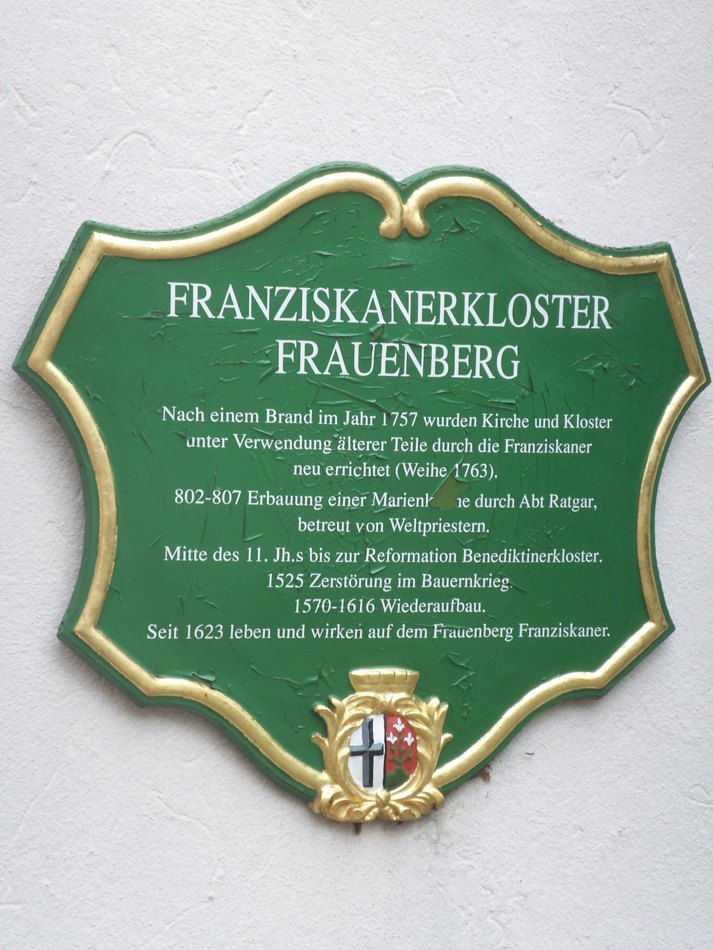 FRANZISKANERKLOSTER
FRAUENBERG
Nach einem Brand im Jahr 1757 wurden Kirche und Kloster
unter Verwendung älterer Teile durch die Franziskaner
neu errichtet (Weihe 1763).
802-807 Erbauung einer durch Abt Ratgar,
betreut von Weltpriestern.
Mitte des 11. Jh.s bis zur Reformation Benediktinerkloster.
1525 Zerstörung im Bauernkrieg.
1570-1616 Wiederaufbau.
Seit 1623 leben und wirken auf dem Frauenberg Franziskaner.